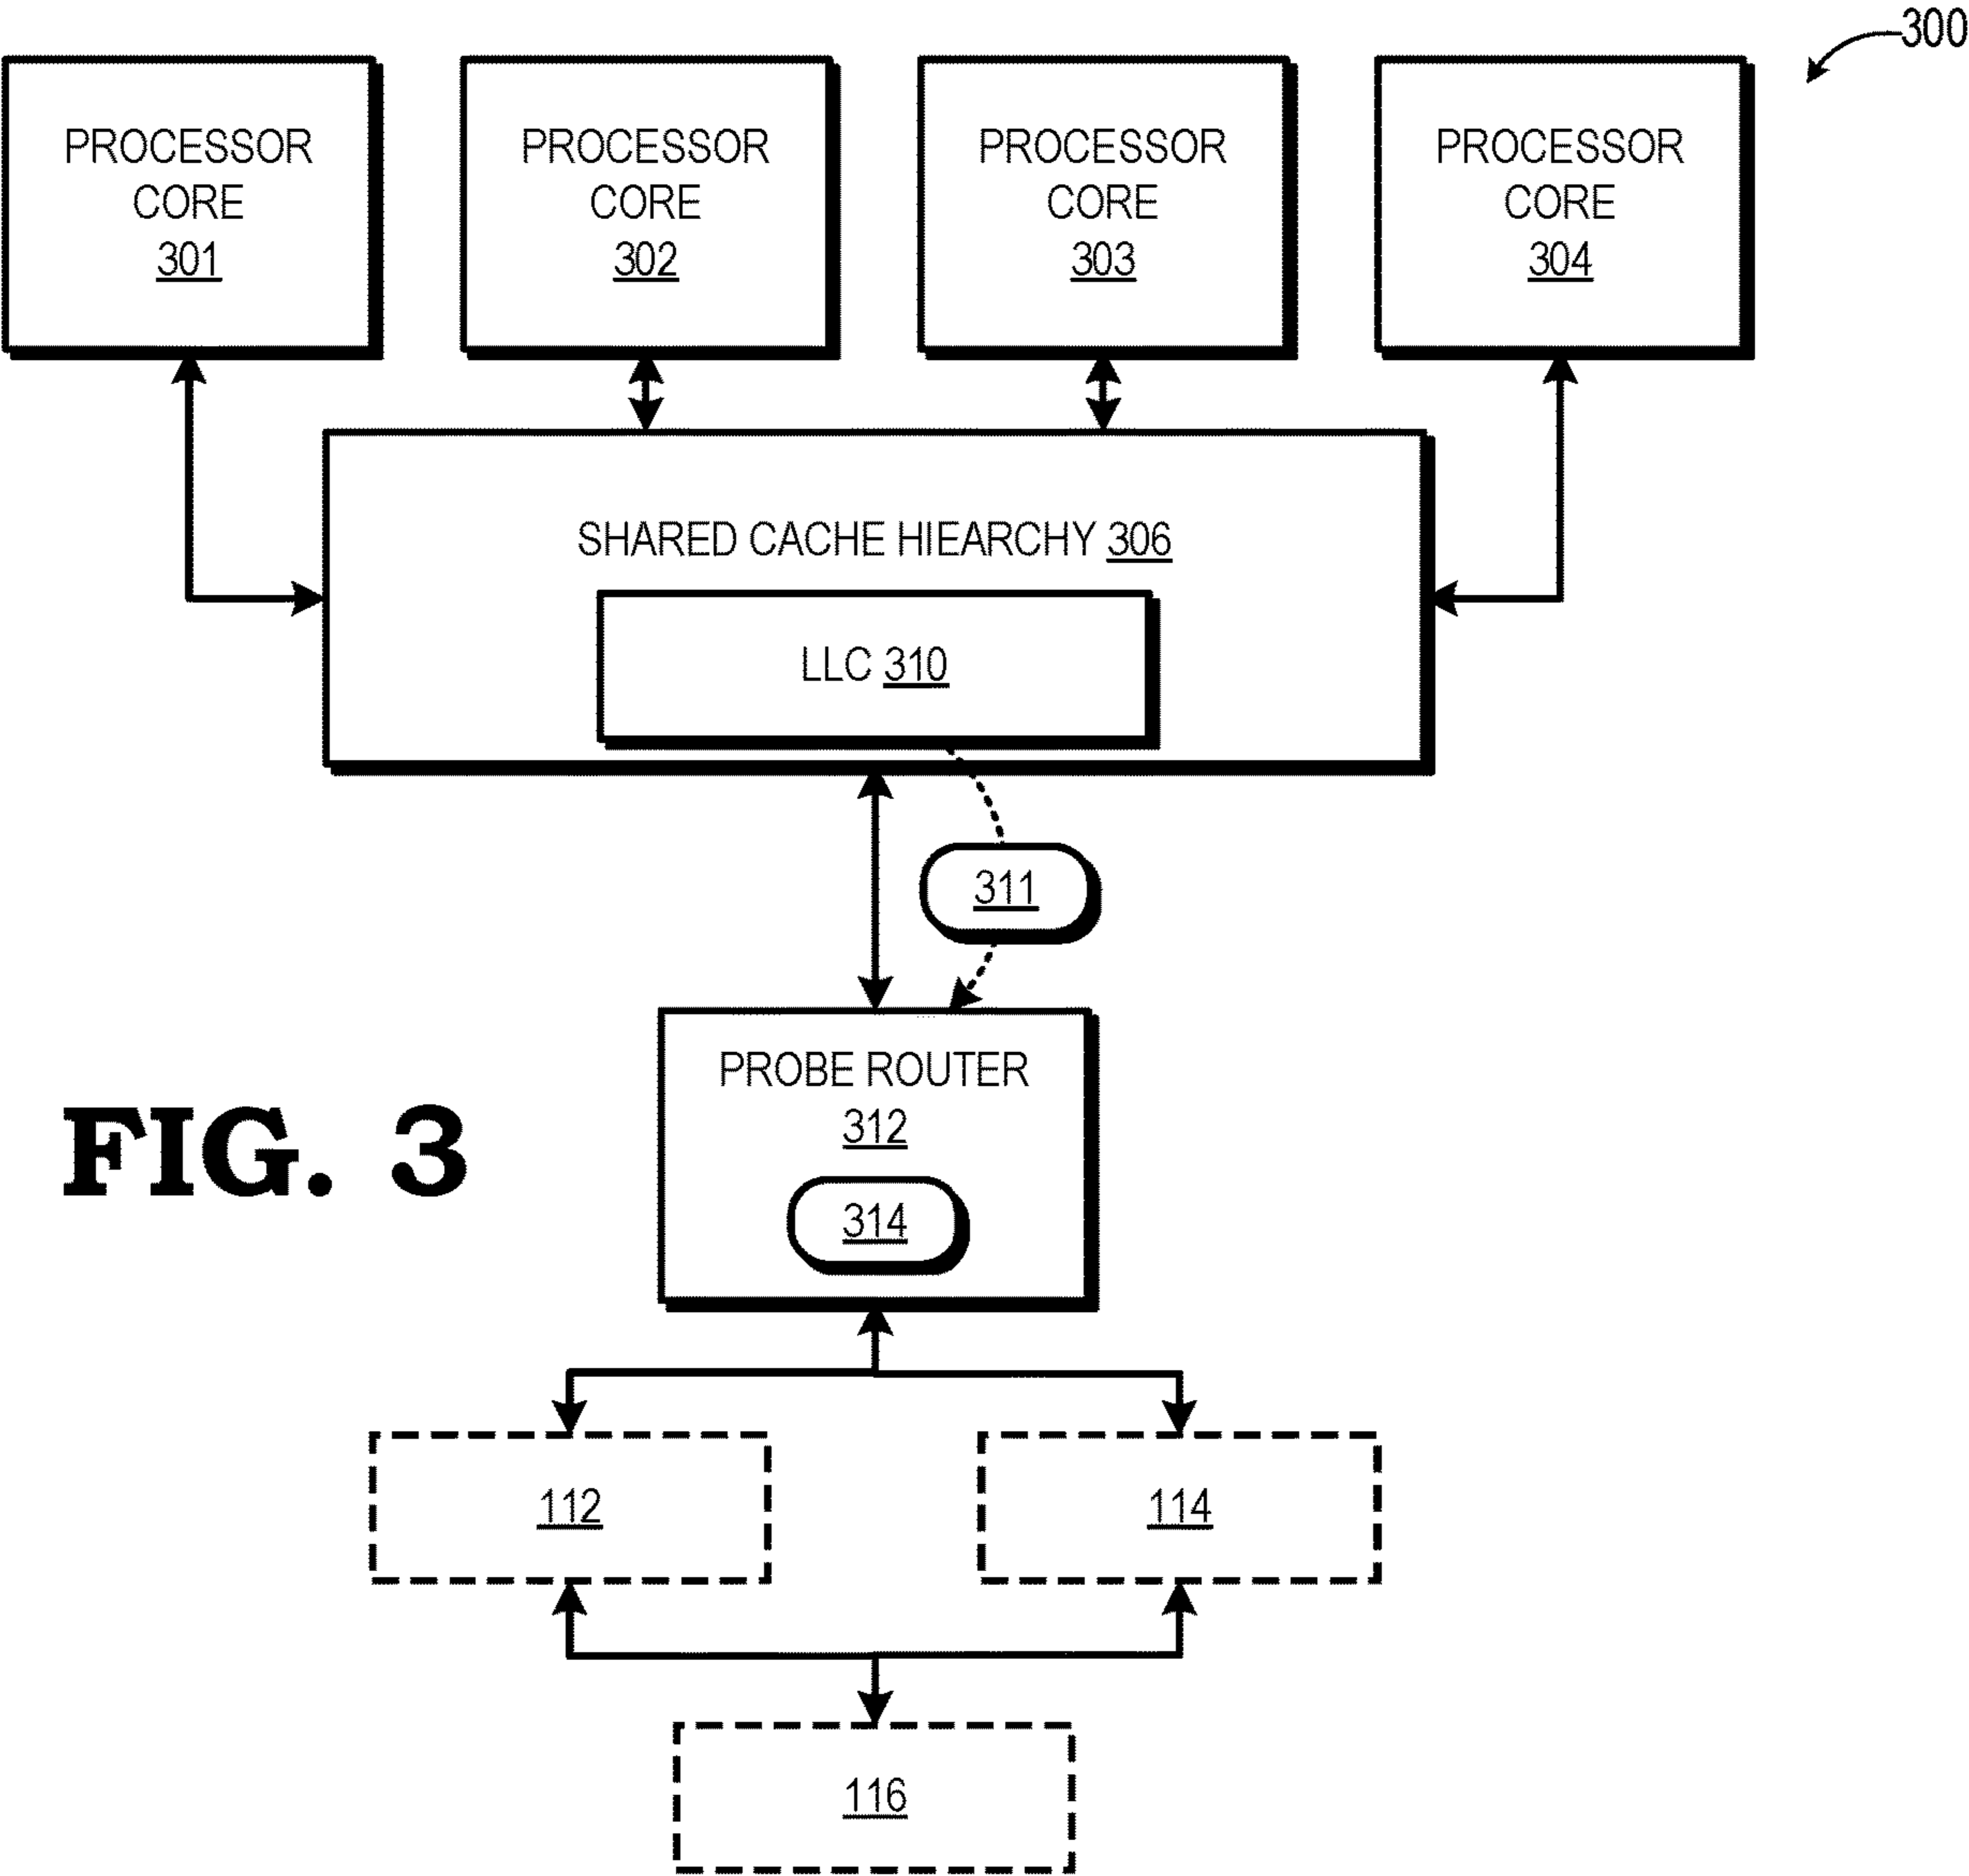 300
PROCESSOR
CORE
301
PROCESSOR
CORE
302
PROCESSOR
CORE
303
PROCESSOR
CORE
304
SHARED CACHE HIEARCHY 306
LLC 310
311
PROBE ROUTER
312
314
FIG. 3
112
114
116